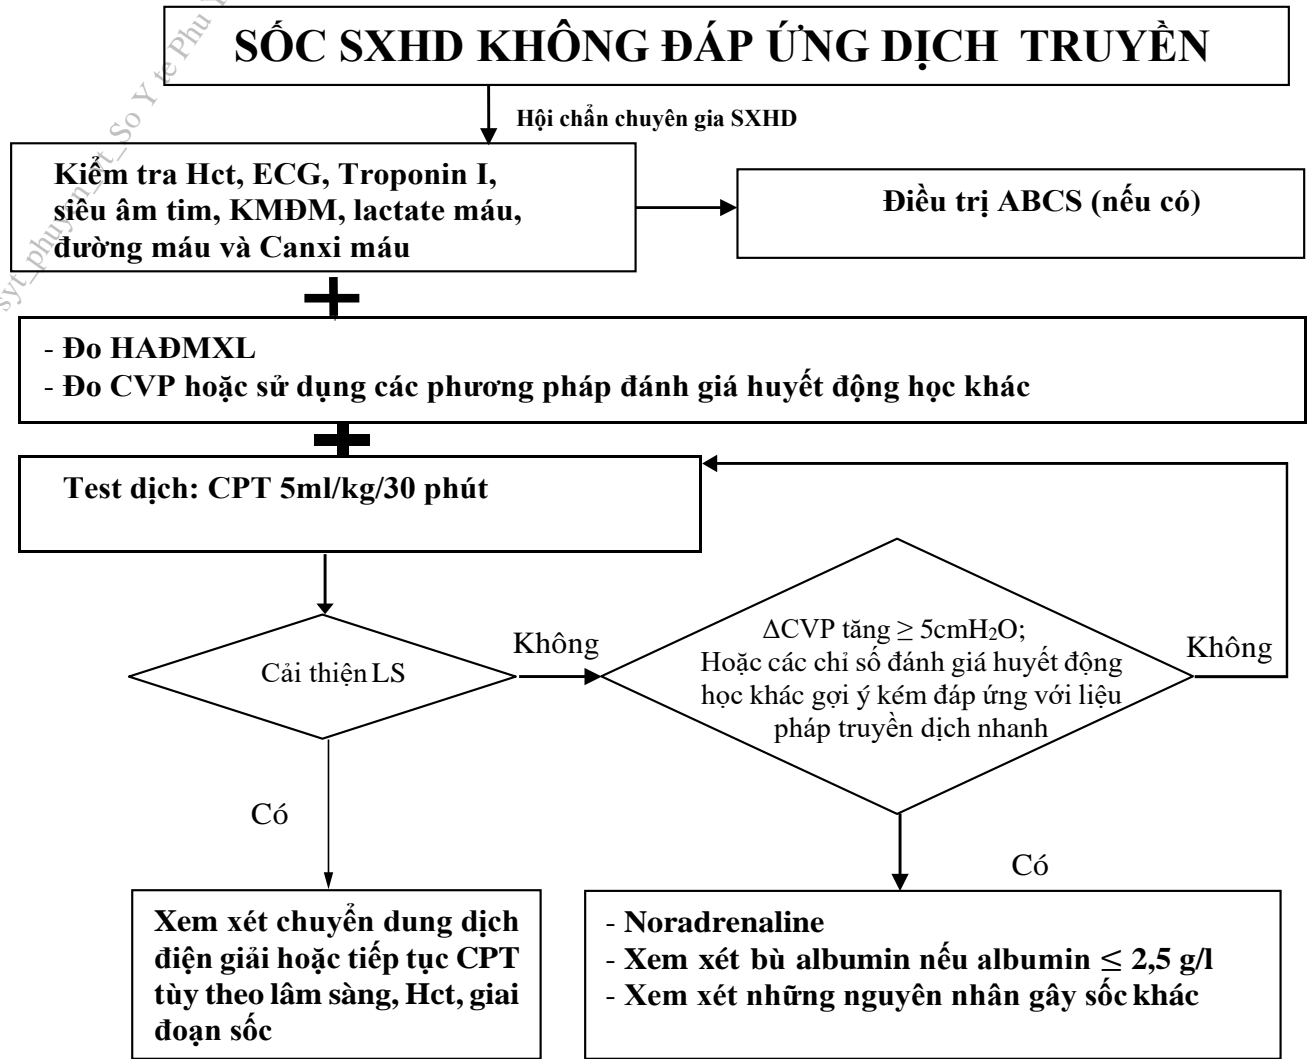 SỐC SXHD KHÔNG ĐÁP ỨNG DỊCH TRUYỀN
Hội chẩn chuyên gia SXHD
Kiểm tra Hct, ECG, Troponin I,
siêu âm tim, KMĐM, lactate máu,
đường máu và Canxi máu
Điều trị ABCS (nếu có)
- Đo HAĐMXL
- Đo CVP hoặc sử dụng các phương pháp đánh giá huyết động học khác
Test dịch: CPT 5ml/kg/30 phút
Cải thiện LS
Không
ΔCVP tăng ≥ 5cmH₂O;
Hoặc các chỉ số đánh giá huyết động
học khác gợi ý kém đáp ứng với liệu
pháp truyền dịch nhanh
Không
Có
Có
Xem xét chuyển dung dịch
điện giải hoặc tiếp tục CPT
tùy theo lâm sàng, Hct, giai
đoạn sốc
- Noradrenaline
- Xem xét bù albumin nếu albumin ≤ 2,5 g/l
- Xem xét những nguyên nhân gây sốc khác